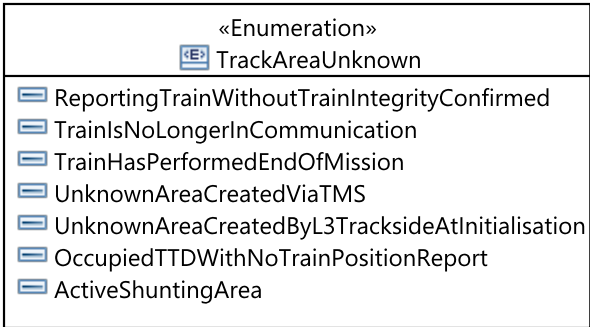 «Enumeration»
<E> TrackAreaUnknown
ReportingTrainWithoutTrainIntegrityConfirmed
TrainIsNoLongerInCommunication
TrainHasPerformedEndOfMission
UnknownAreaCreatedViaTMS
UnknownAreaCreatedByL3TracksideAtInitialisation
OccupiedTTDWithNoTrainPositionReport
ActiveShuntingArea